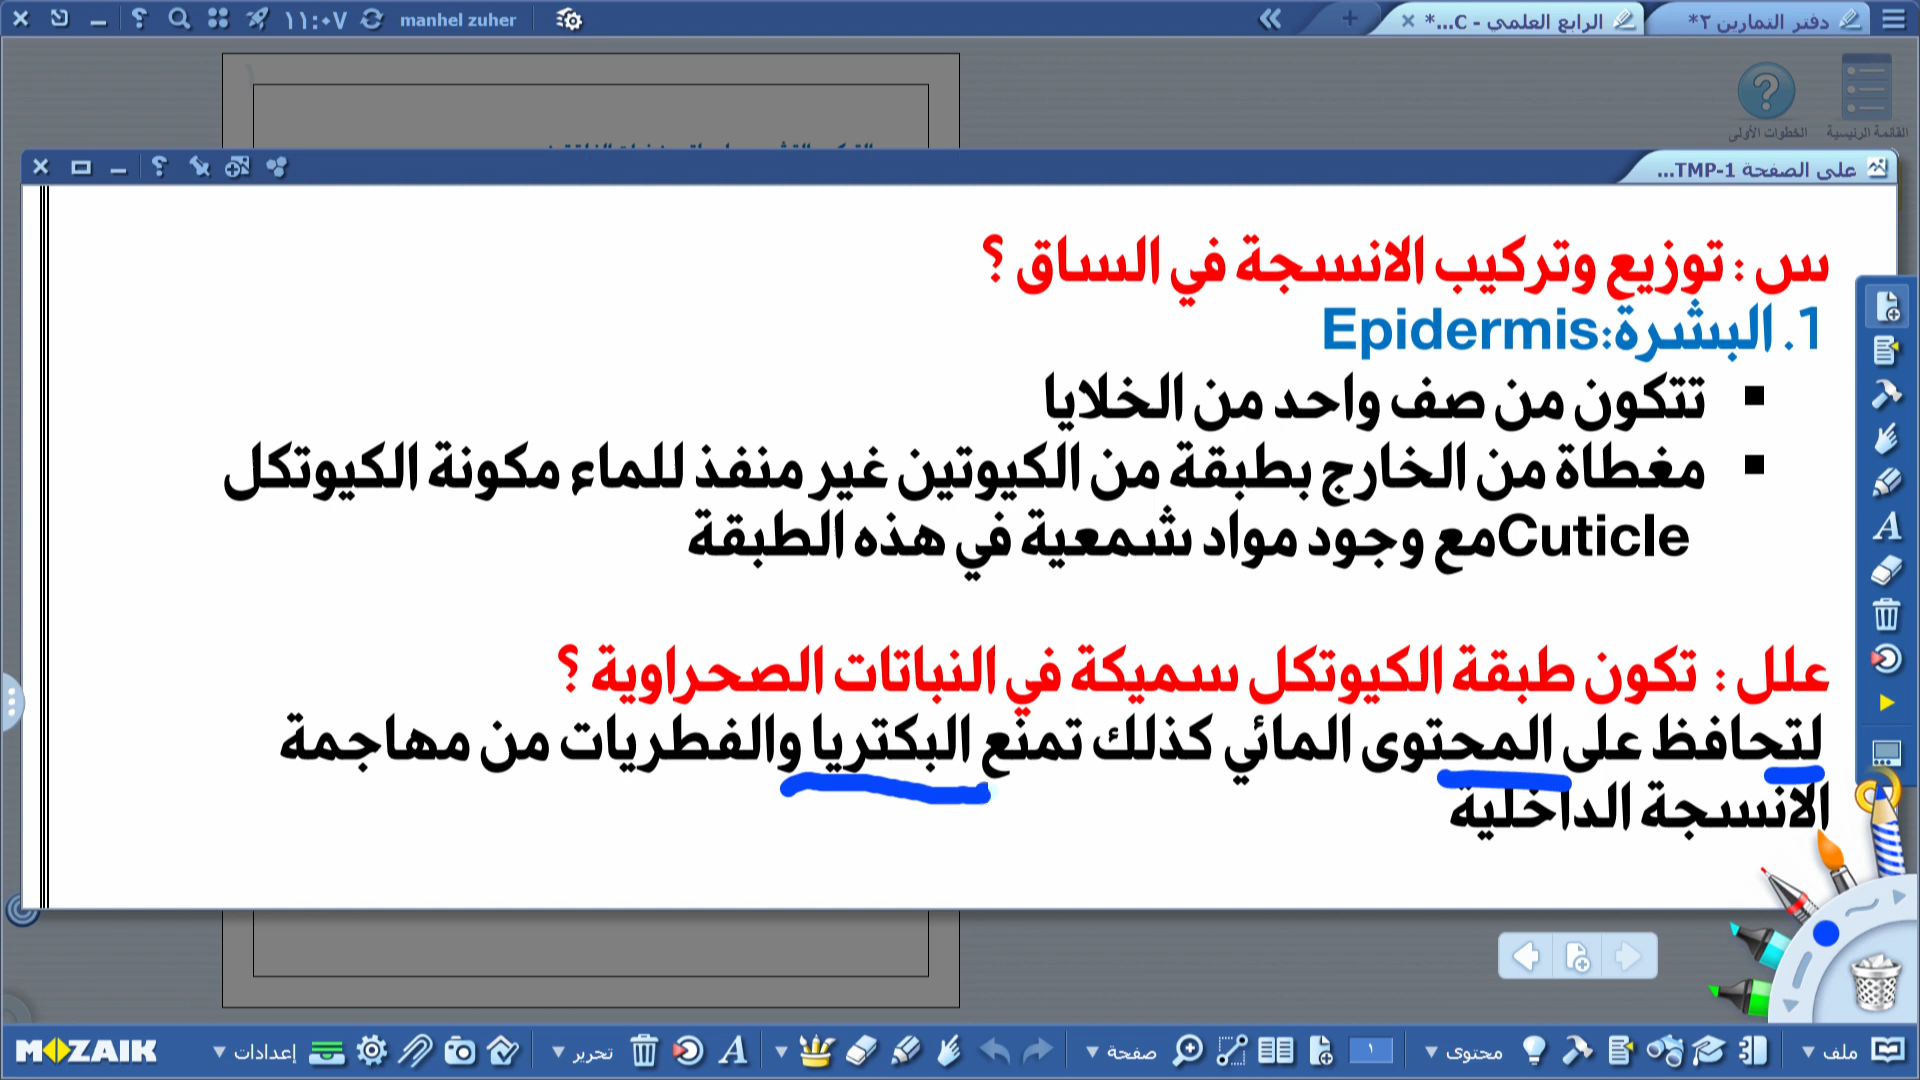 manhel zuher
١١:٠٧
دفتر التمارين ٢*
الرابع العلمي - C...*
القائمة الرئيسية
الخطوات الأولى
على الصفحة TMP-1...
س : توزيع وتركيب الانسجة في الساق ؟
1. البشرة:Epidermis
▪ تتكون من صف واحد من الخلايا
▪ مغطاة من الخارج بطبقة من الكيوتين غير منفذ للماء مكونة الكيوتكل
Cuticleمع وجود مواد شمعية في هذه الطبقة
علل : تكون طبقة الكيوتكل سميكة في النباتات الصحراوية ؟
لتحافظ على المحتوى المائي كذلك تمنع البكتريا والفطريات من مهاجمة
الانسجة الداخلية
ملف
محتوى
١
صفحة
تحرير
إعدادات
MOZAIK